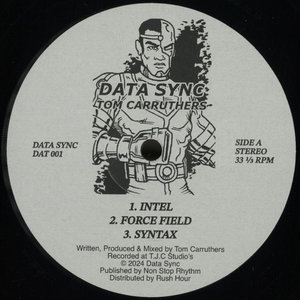 DATA SYNC
TOM CARRUTHERS
DATA SYNC
DAT 001
SIDE A
STEREO
33 ⅓ RPM
1. INTEL
2. FORCE FIELD
3. SYNTAX
Written, Produced & Mixed by Tom Carruthers
Recorded at T.J.C Studio's
© 2024 Data Sync
Published by Non Stop Rhythm
Distributed by Rush Hour